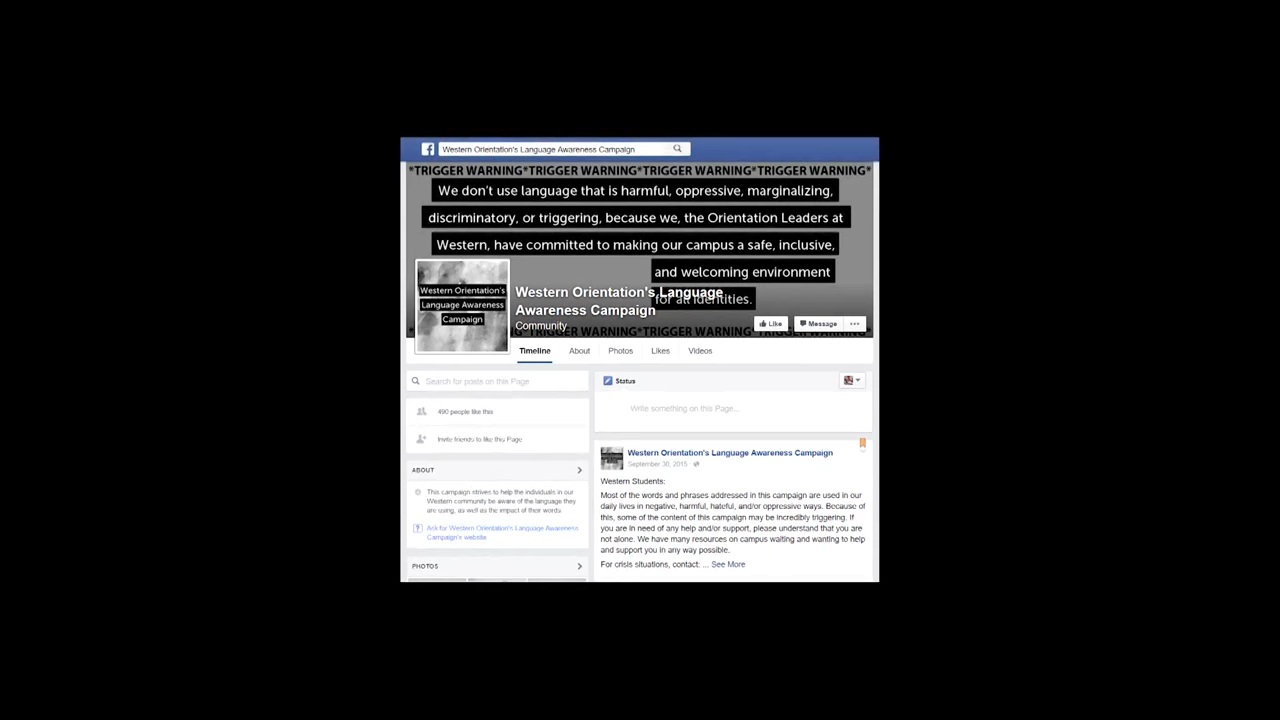 Western Orientation's Language Awareness Campaign
*TRIGGER WARNING*TRIGGER WARNING*TRIGGER WARNING*TRIGGER WARNING*
We don't use language that is harmful, oppressive, marginalizing,
discriminatory, or triggering, because we, the Orientation Leaders at
Western, have committed to making our campus a safe, inclusive,
and welcoming environment
for all identities.
Western Orientation's
Language Awareness
Campaign
Western Orientation's Language
Awareness Campaign
Community
Like
Message
WARNING*TRIGGER WARNING*TRIGGER WARNING*
Timeline
About
Photos
Likes
Videos
Search for posts on this Page
490 people like this
Invite friends to like this Page
ABOUT
This campaign strives to help the individuals in our
Western community be aware of the language they
are using, as well as the impact of their words.
Ask for Western Orientation's Language Awareness
Campaign's website
PHOTOS
Status
Write something on this Page...
Western Orientation's Language Awareness Campaign
September 30, 2015
Western Students:
Most of the words and phrases addressed in this campaign are used in our
daily lives in negative, harmful, hateful, and/or oppressive ways. Because of
this, some of the content of this campaign may be incredibly triggering. If
you are in need of any help and/or support, please understand that you are
not alone. We have many resources on campus waiting and wanting to help
and support you in any way possible.
For crisis situations, contact: ... See More